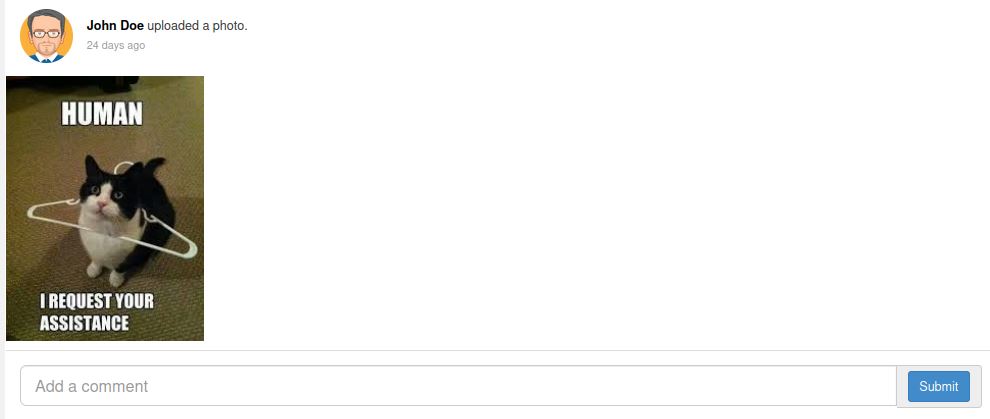 John Doe uploaded a photo.
24 days ago
HUMAN
I REQUEST YOUR
ASSISTANCE
Add a comment
Submit